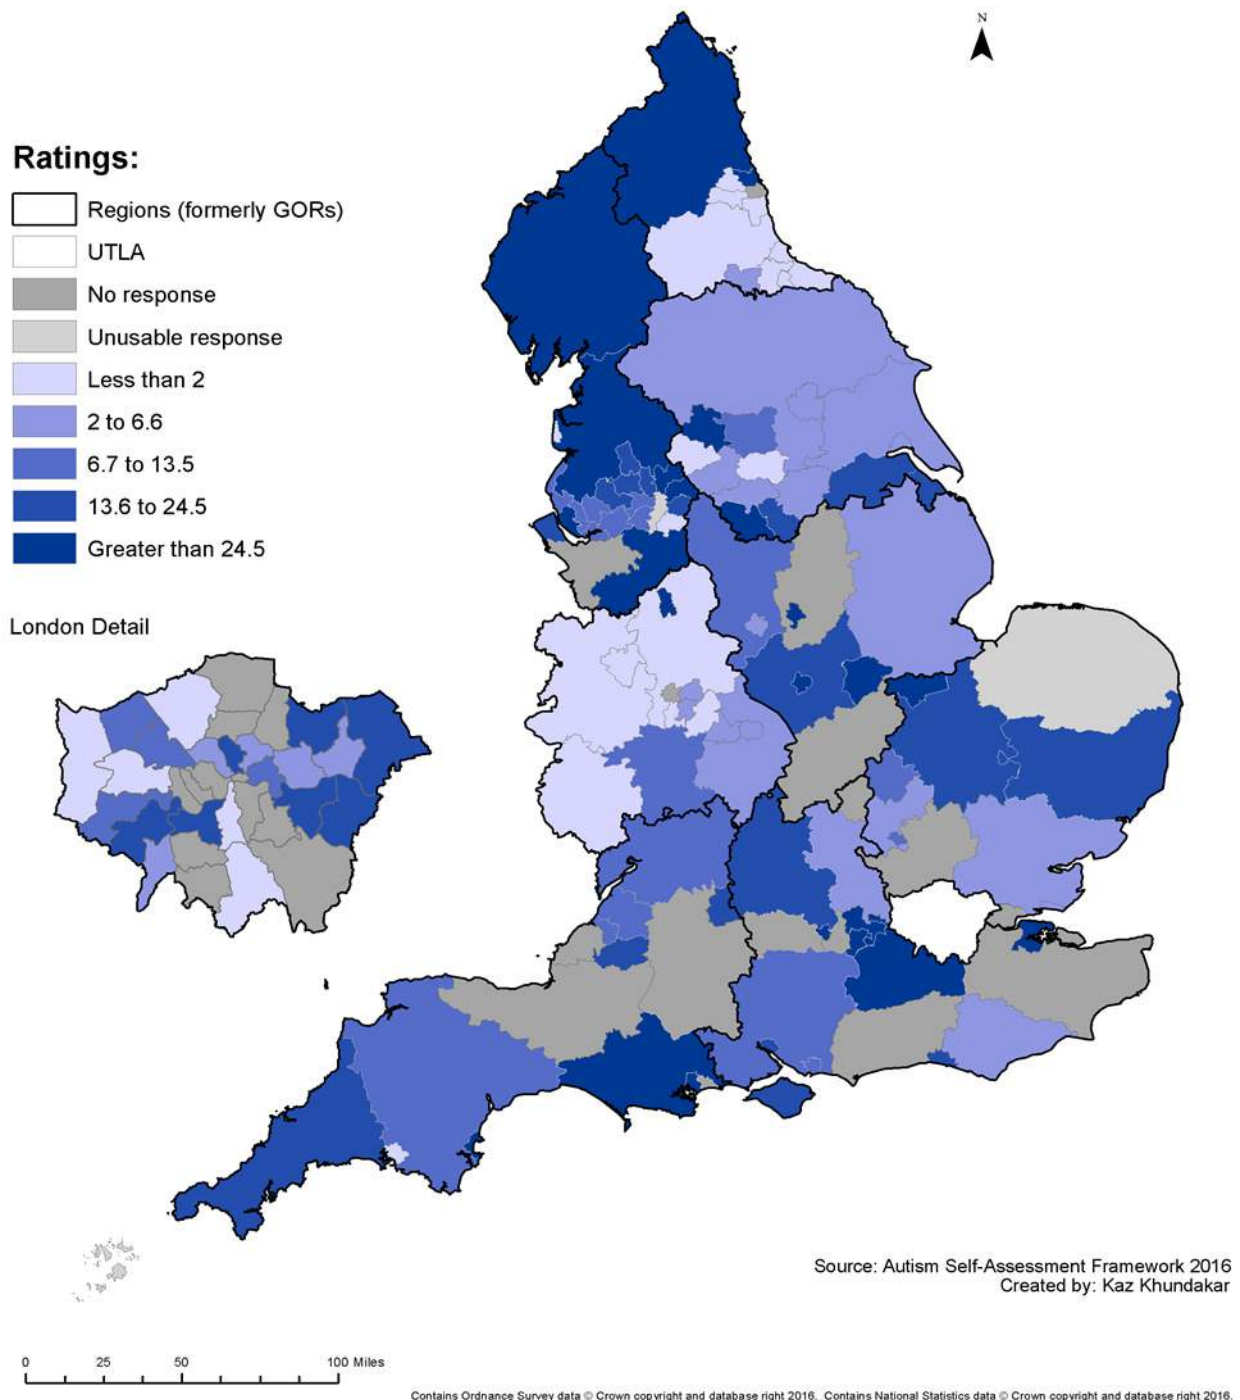 N
Ratings:
Regions (formerly GORs)
UTLA
No response
Unusable response
Less than 2
2 to 6.6
6.7 to 13.5
13.6 to 24.5
Greater than 24.5
London Detail
Source: Autism Self-Assessment Framework 2016
Created by: Kaz Khundakar
0 25 50 100 Miles
Contains Ordnance Survey data © Crown copyright and database right 2016. Contains National Statistics data © Crown copyright and database right 2016.